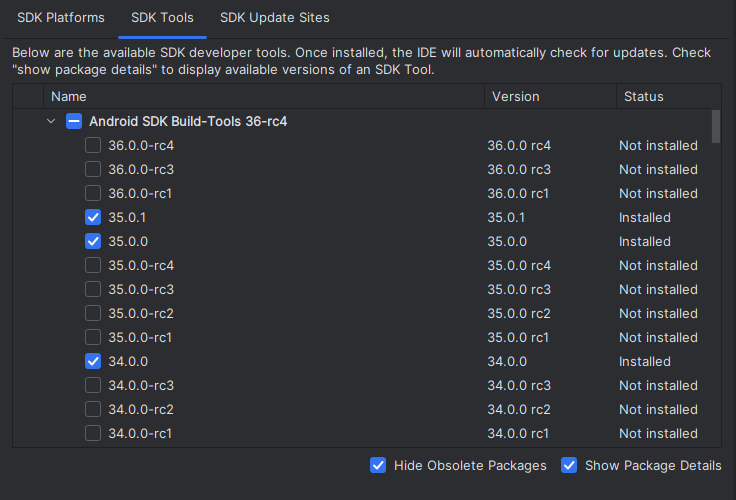 SDK Platforms SDK Tools SDK Update Sites
Below are the available SDK developer tools. Once installed, the IDE will automatically check for updates. Check
"show package details" to display available versions of an SDK Tool.
Name Version Status
Android SDK Build-Tools 36-rc4
36.0.0-rc4 36.0.0 rc4 Not installed
36.0.0-rc3 36.0.0 rc3 Not installed
36.0.0-rc1 36.0.0 rc1 Not installed
35.0.1 35.0.1 Installed
35.0.0 35.0.0 Installed
35.0.0-rc4 35.0.0 rc4 Not installed
35.0.0-rc3 35.0.0 rc3 Not installed
35.0.0-rc2 35.0.0 rc2 Not installed
35.0.0-rc1 35.0.0 rc1 Not installed
34.0.0 34.0.0 Installed
34.0.0-rc3 34.0.0 rc3 Not installed
34.0.0-rc2 34.0.0 rc2 Not installed
34.0.0-rc1 34.0.0 rc1 Not installed
Hide Obsolete Packages Show Package Details